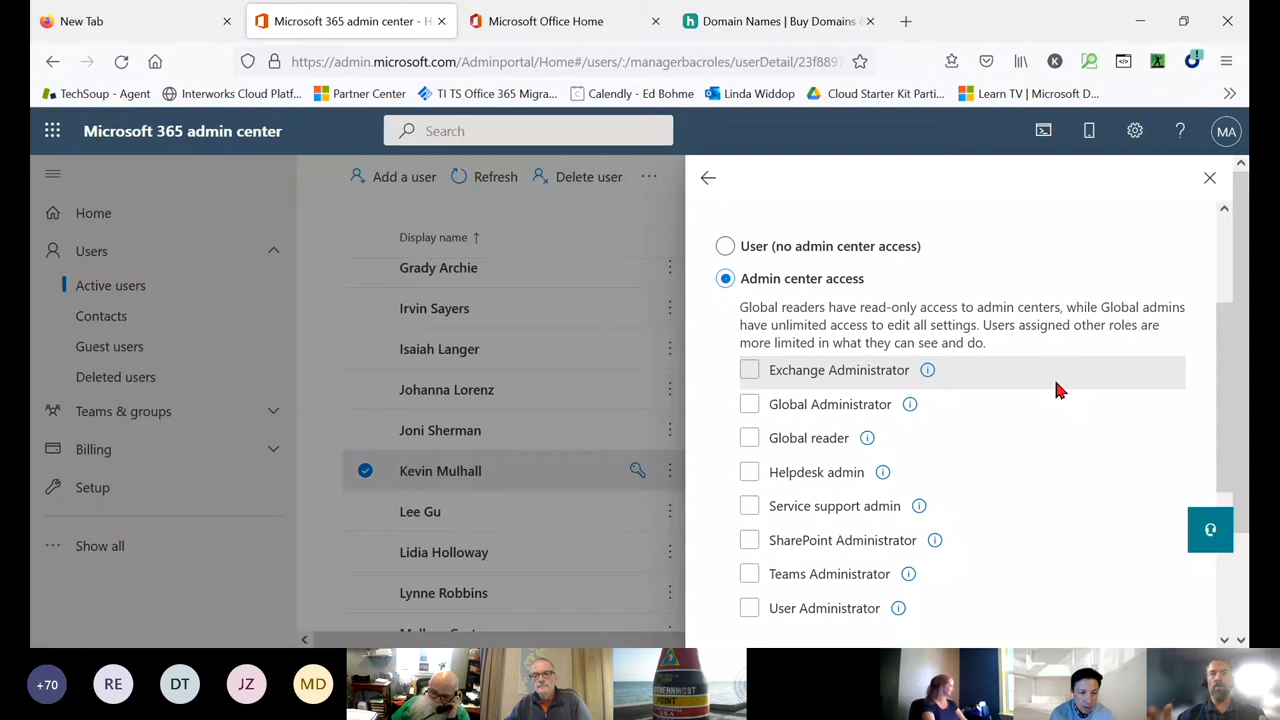 New Tab
Microsoft 365 admin center - H
Microsoft Office Home
Domain Names | Buy Domains &
https://admin.microsoft.com/Adminportal/Home#/users/:/managerbacroles/userDetail/23f8897
TechSoup - Agent
Interworks Cloud Platf...
Partner Center
TI TS Office 365 Migra...
Calendly - Ed Bohme
Linda Widdop
Cloud Starter Kit Parti...
Learn TV | Microsoft D...
Microsoft 365 admin center
Search
MA
Home
Users
Active users
Contacts
Guest users
Deleted users
Teams & groups
Billing
Setup
Show all
Add a user
Refresh
Delete user
Display name ↑
Grady Archie
Irvin Sayers
Isaiah Langer
Johanna Lorenz
Joni Sherman
Kevin Mulhall
Lee Gu
Lidia Holloway
Lynne Robbins
User (no admin center access)
Admin center access
Global readers have read-only access to admin centers, while Global admins
have unlimited access to edit all settings. Users assigned other roles are
more limited in what they can see and do.
Exchange Administrator
Global Administrator
Global reader
Helpdesk admin
Service support admin
SharePoint Administrator
Teams Administrator
User Administrator
+70
RE
DT
JZ
MD